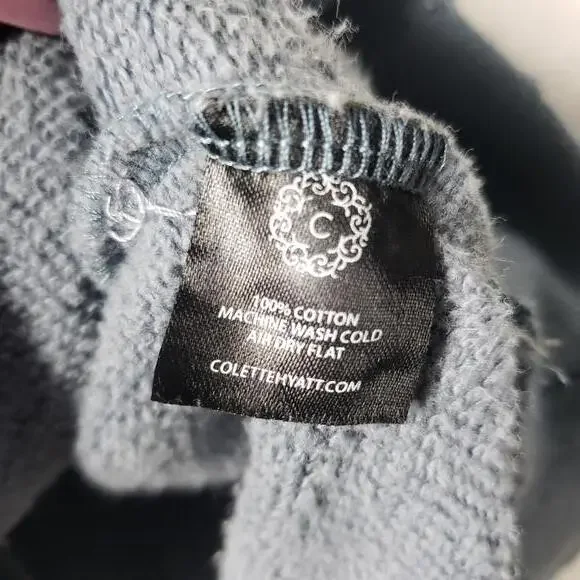 C
100% COTTON
MACHINE WASH COLD
AIR DRY FLAT
COLETTEHYATT.COM